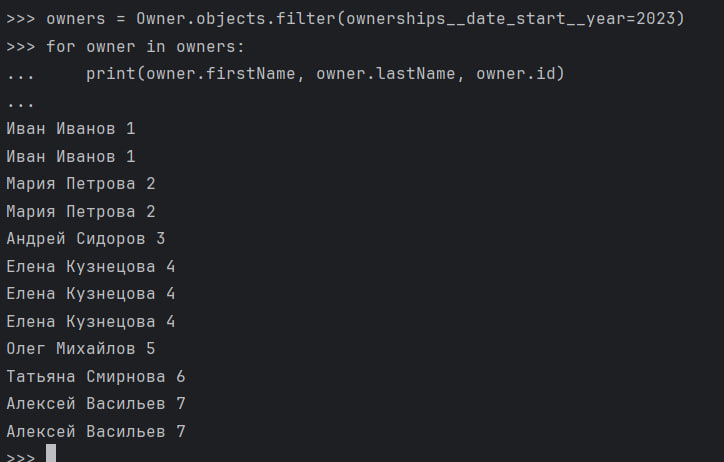 >>> owners = Owner.objects.filter(ownerships__date_start__year=2023)
>>> for owner in owners:
...     print(owner.firstName, owner.lastName, owner.id)
...
Иван Иванов 1
Иван Иванов 1
Мария Петрова 2
Мария Петрова 2
Андрей Сидоров 3
Елена Кузнецова 4
Елена Кузнецова 4
Елена Кузнецова 4
Олег Михайлов 5
Татьяна Смирнова 6
Алексей Васильев 7
Алексей Васильев 7
>>>